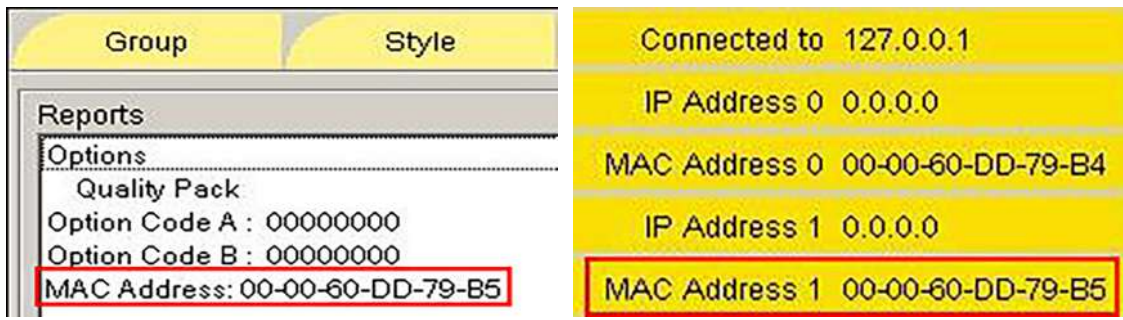 Group Style
Reports
Options
Quality Pack
Option Code A : 00000000
Option Code B : 00000000
MAC Address: 00-00-60-DD-79-B5
Connected to 127.0.0.1
IP Address 0 0.0.0.0
MAC Address 0 00-00-60-DD-79-B4
IP Address 1 0.0.0.0
MAC Address 1 00-00-60-DD-79-B5